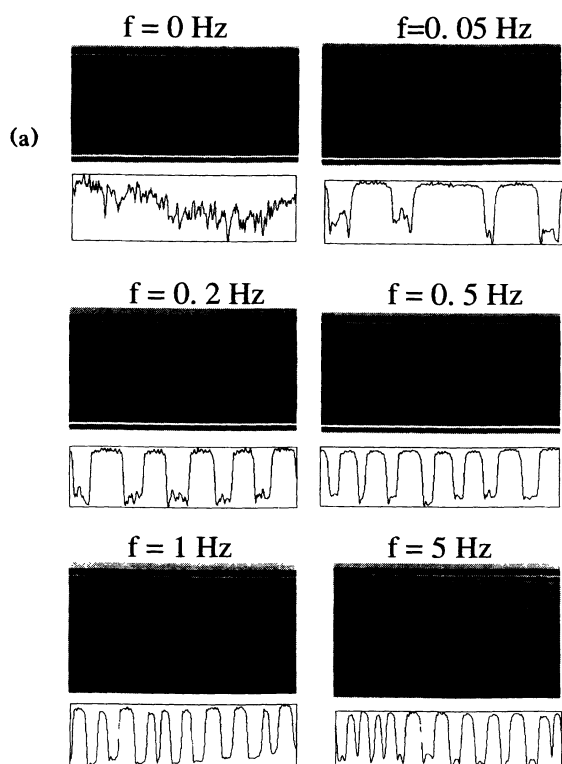 f = 0 Hz
f=0. 05 Hz
(a)
f = 0. 2 Hz
f = 0. 5 Hz
f = 1 Hz
f = 5 Hz